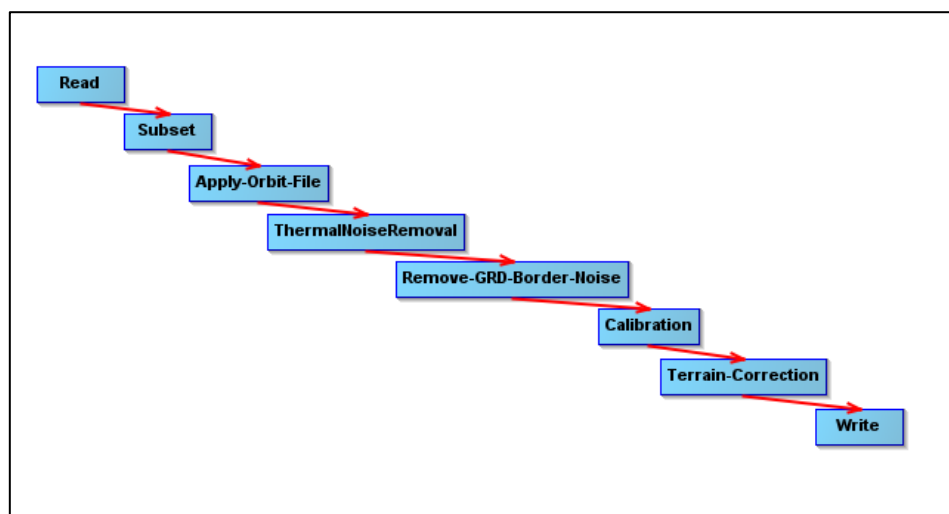 Read
Subset
Apply-Orbit-File
ThermalNoiseRemoval
Remove-GRD-Border-Noise
Calibration
Terrain-Correction
Write